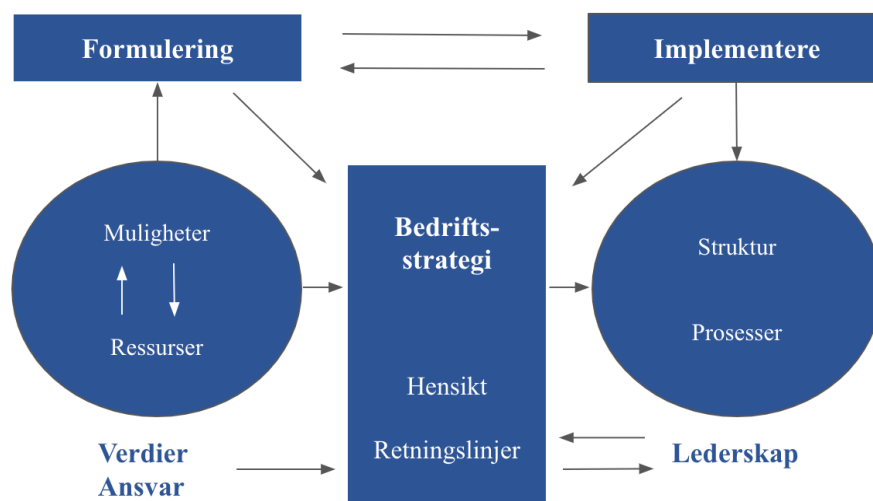 Formulering
Implementere
Muligheter
Ressurser
Bedrifts-
strategi
Hensikt
Retningslinjer
Struktur
Prosesser
Verdier
Ansvar
Lederskap